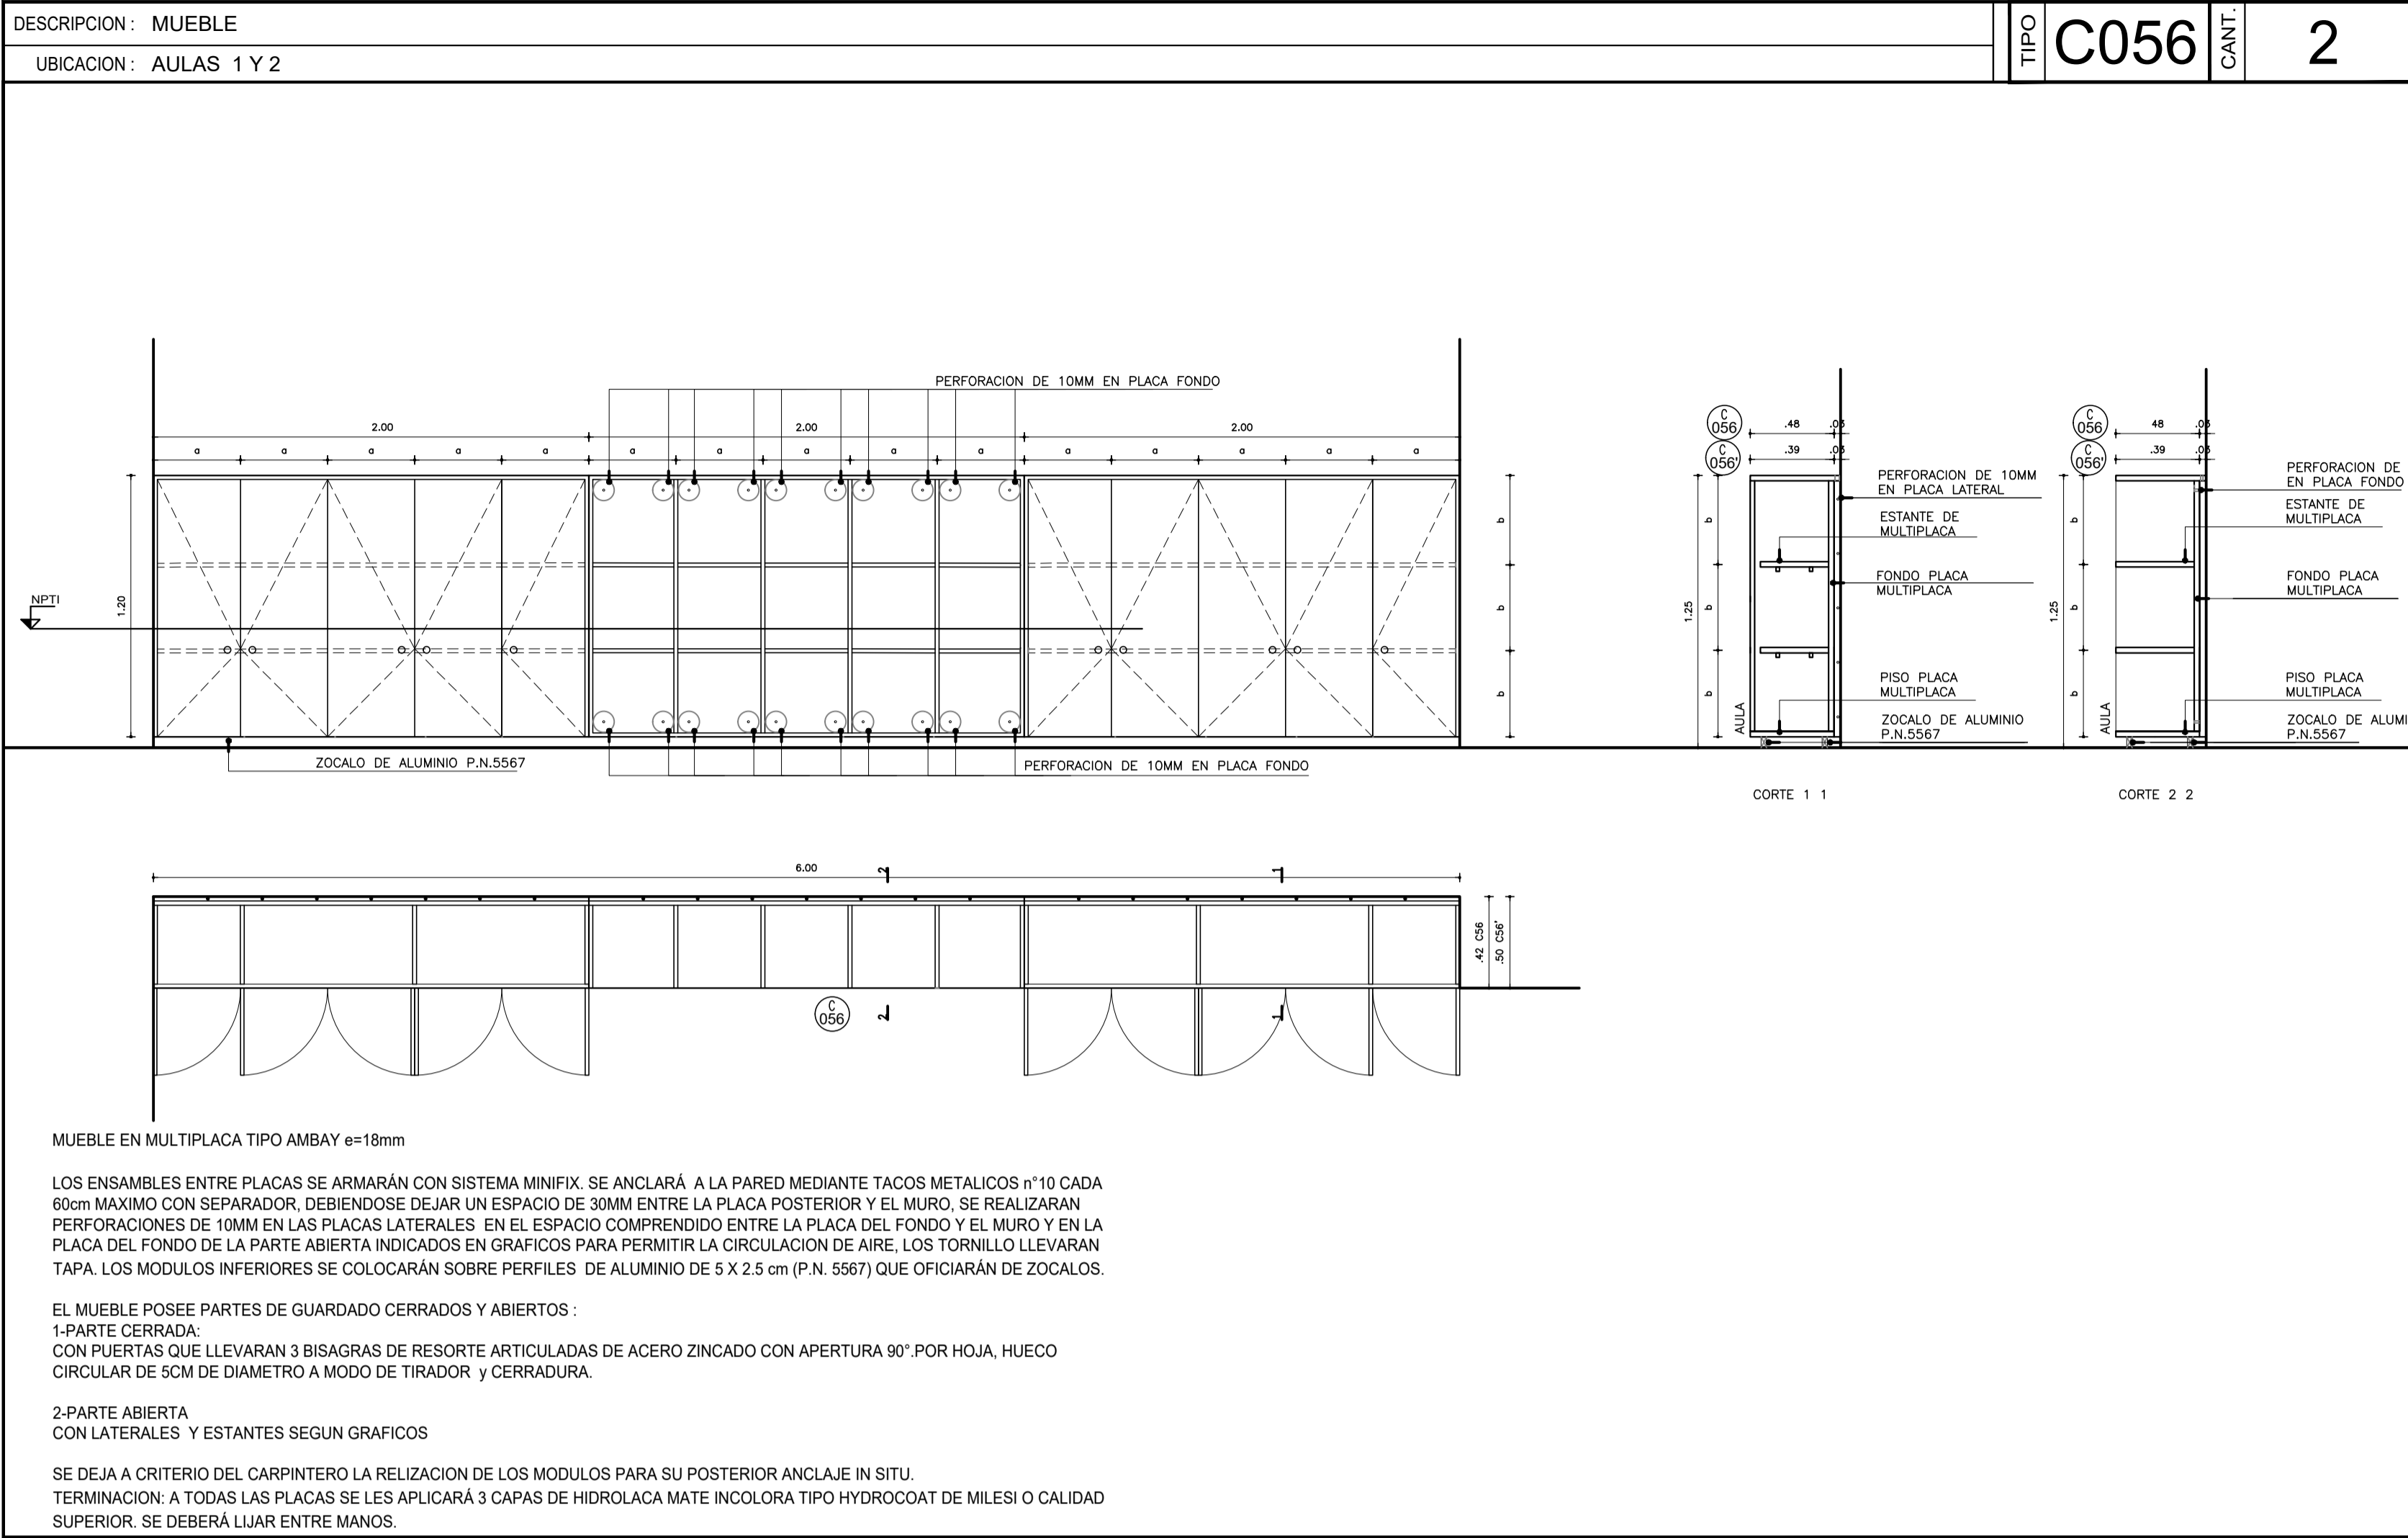 DESCRIPCION : MUEBLE
UBICACION : AULAS 1 Y 2
TIPO
C056
CANT.
2
PERFORACION DE 10MM EN PLACA FONDO
2.00
2.00
2.00
a a a a a a a a a a a a a a a
1.20
NPTI
b
b
b
ZOCALO DE ALUMINIO P.N.5567
PERFORACION DE 10MM EN PLACA FONDO
C
056
C
056'
.48
.39
1.25
b
b
b
AULA
PERFORACION DE 10MM
EN PLACA LATERAL
ESTANTE DE
MULTIPLACA
FONDO PLACA
MULTIPLACA
PISO PLACA
MULTIPLACA
ZOCALO DE ALUMINIO
P.N.5567
CORTE 1 1
C
056
C
056'
48
.39
1.25
b
b
b
AULA
PERFORACION DE
EN PLACA FONDO
ESTANTE DE
MULTIPLACA
FONDO PLACA
MULTIPLACA
PISO PLACA
MULTIPLACA
ZOCALO DE ALUMI
P.N.5567
CORTE 2 2
6.00
2
1
.42 C56
.50 C56'
C
056
2
1
MUEBLE EN MULTIPLACA TIPO AMBAY e=18mm
LOS ENSAMBLES ENTRE PLACAS SE ARMARÁN CON SISTEMA MINIFIX. SE ANCLARÁ A LA PARED MEDIANTE TACOS METALICOS n°10 CADA
60cm MAXIMO CON SEPARADOR, DEBIENDOSE DEJAR UN ESPACIO DE 30MM ENTRE LA PLACA POSTERIOR Y EL MURO, SE REALIZARAN
PERFORACIONES DE 10MM EN LAS PLACAS LATERALES EN EL ESPACIO COMPRENDIDO ENTRE LA PLACA DEL FONDO Y EL MURO Y EN LA
PLACA DEL FONDO DE LA PARTE ABIERTA INDICADOS EN GRAFICOS PARA PERMITIR LA CIRCULACION DE AIRE, LOS TORNILLO LLEVARAN
TAPA. LOS MODULOS INFERIORES SE COLOCARÁN SOBRE PERFILES DE ALUMINIO DE 5 X 2.5 cm (P.N. 5567) QUE OFICIARÁN DE ZOCALOS.
EL MUEBLE POSEE PARTES DE GUARDADO CERRADOS Y ABIERTOS :
1-PARTE CERRADA:
CON PUERTAS QUE LLEVARAN 3 BISAGRAS DE RESORTE ARTICULADAS DE ACERO ZINCADO CON APERTURA 90°.POR HOJA, HUECO
CIRCULAR DE 5CM DE DIAMETRO A MODO DE TIRADOR y CERRADURA.
2-PARTE ABIERTA
CON LATERALES Y ESTANTES SEGUN GRAFICOS
SE DEJA A CRITERIO DEL CARPINTERO LA RELIZACION DE LOS MODULOS PARA SU POSTERIOR ANCLAJE IN SITU.
TERMINACION: A TODAS LAS PLACAS SE LES APLICARÁ 3 CAPAS DE HIDROLACA MATE INCOLORA TIPO HYDROCOAT DE MILESI O CALIDAD
SUPERIOR. SE DEBERÁ LIJAR ENTRE MANOS.